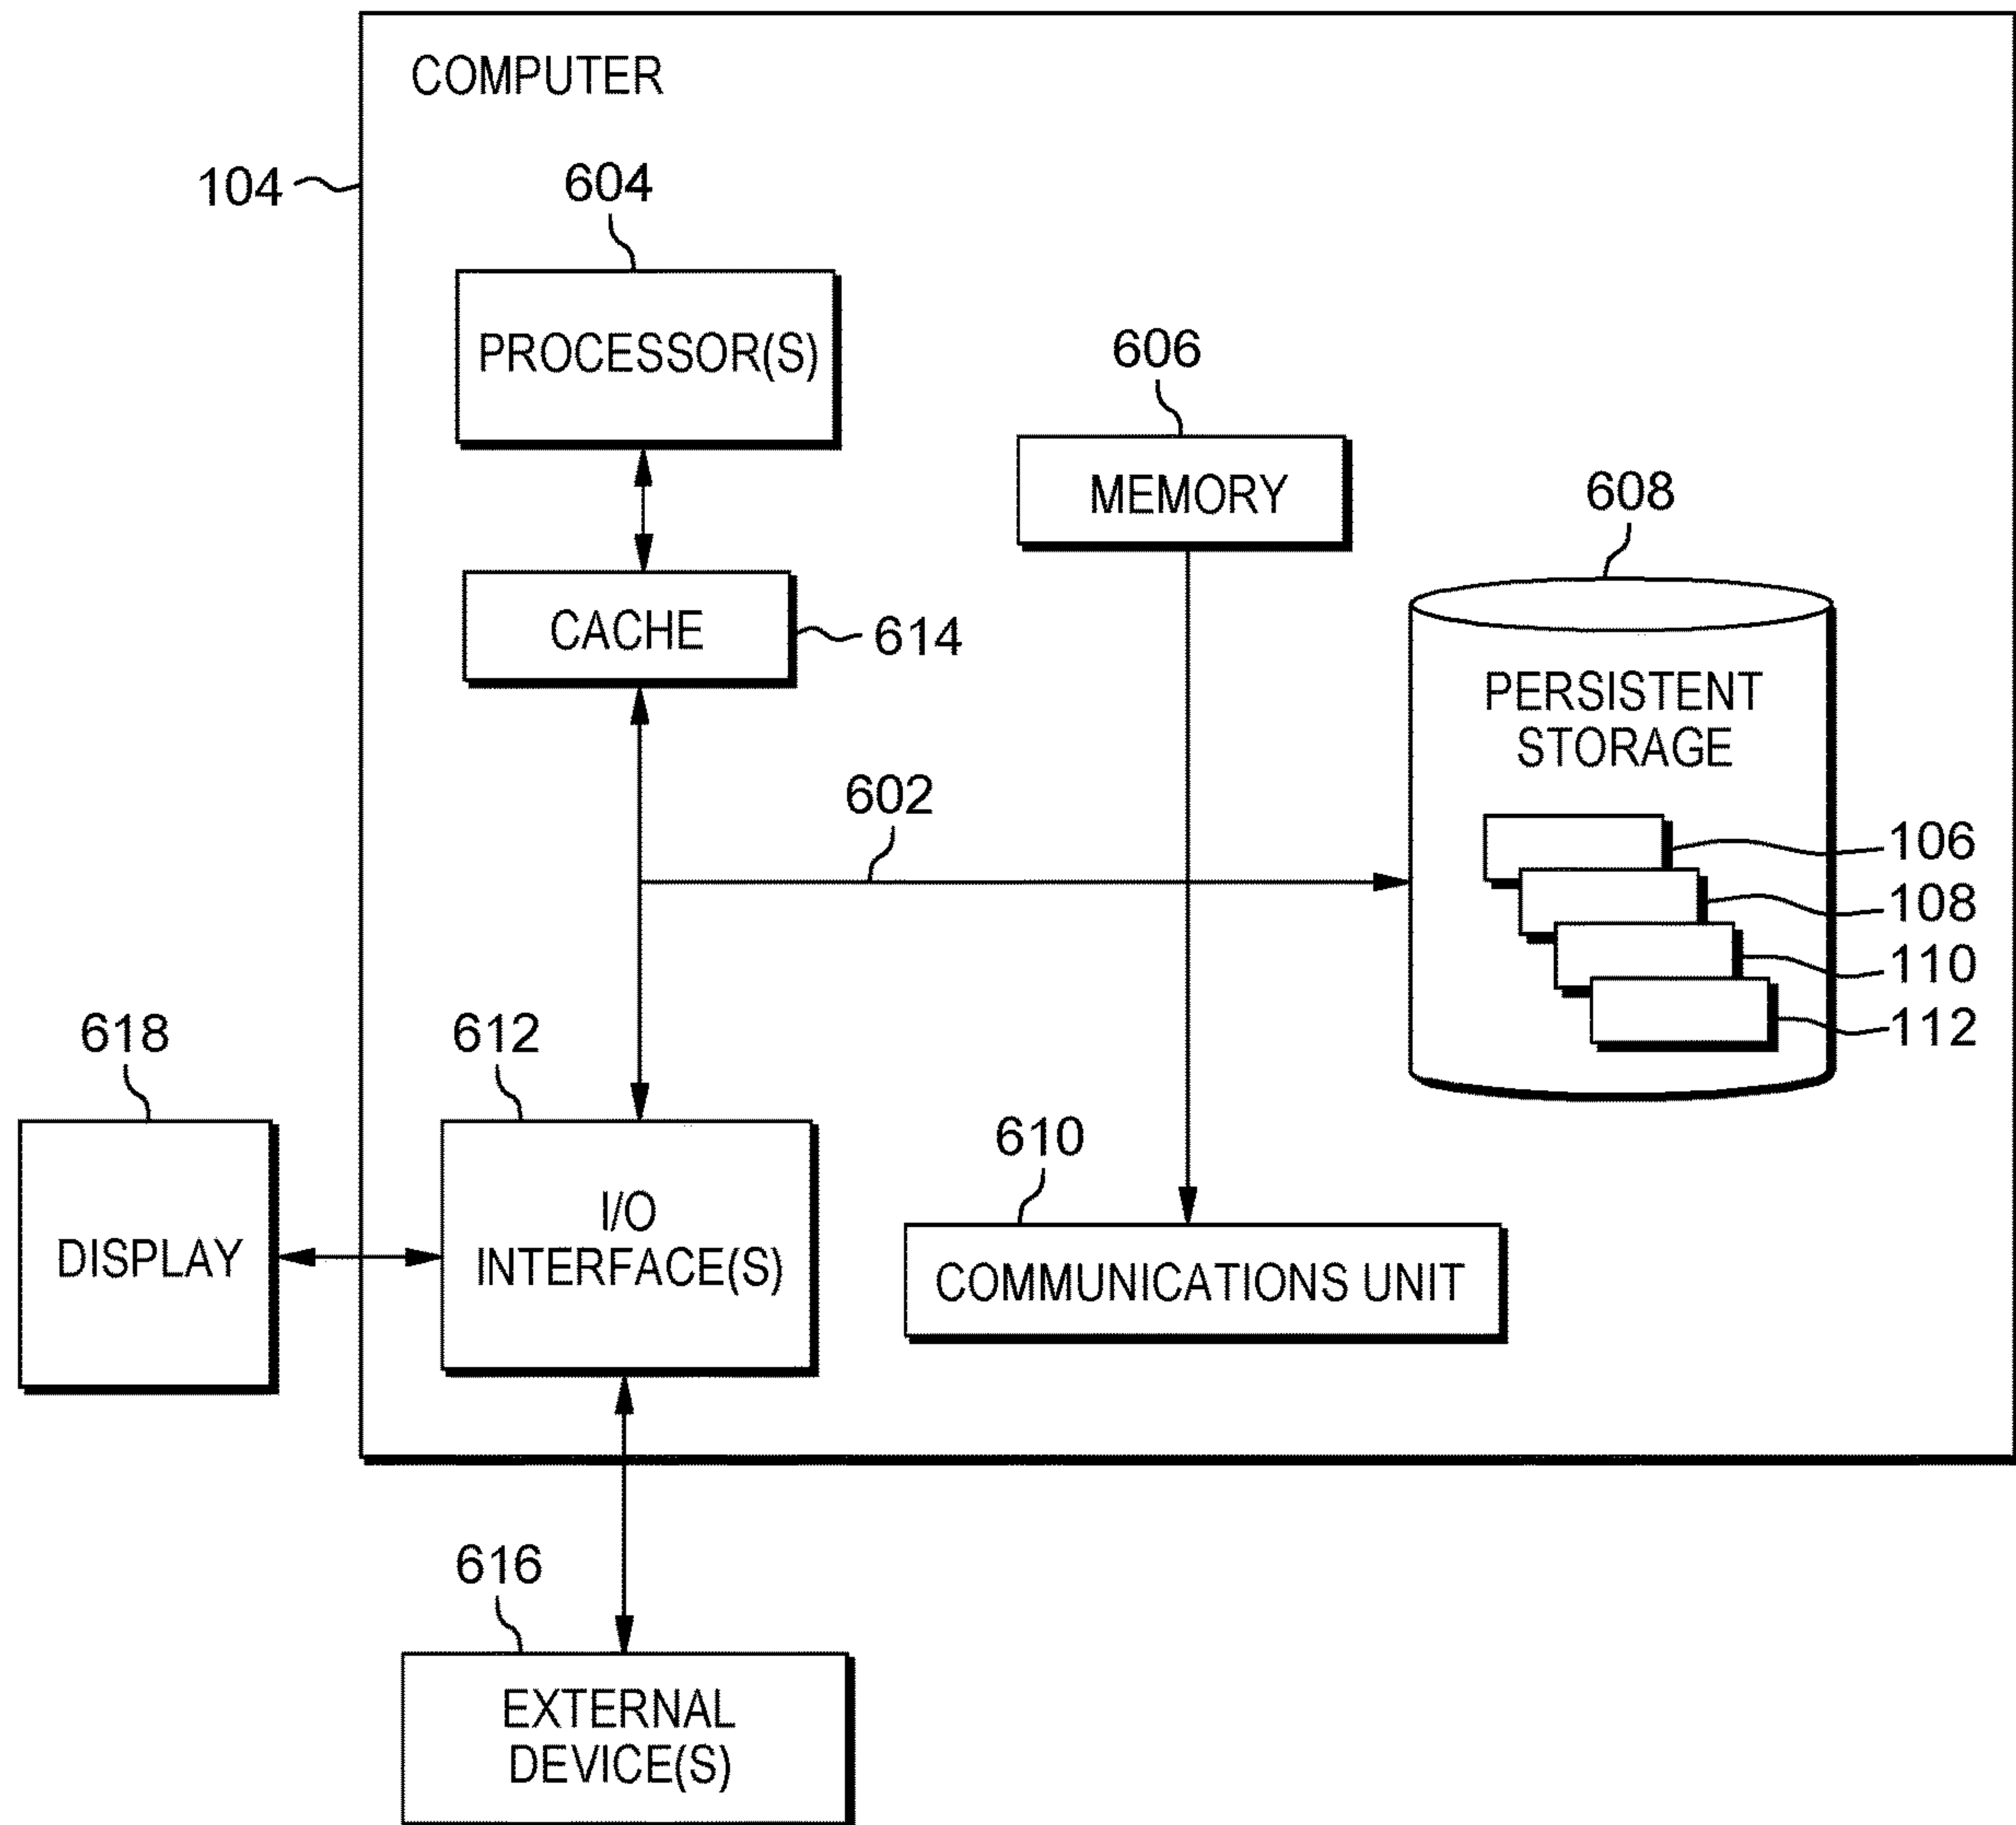 COMPUTER
104
604
PROCESSOR(S)
606
MEMORY
608
CACHE
614
PERSISTENT
STORAGE
602
106
108
110
112
618
612
610
DISPLAY
I/O
INTERFACE(S)
COMMUNICATIONS UNIT
616
EXTERNAL
DEVICE(S)